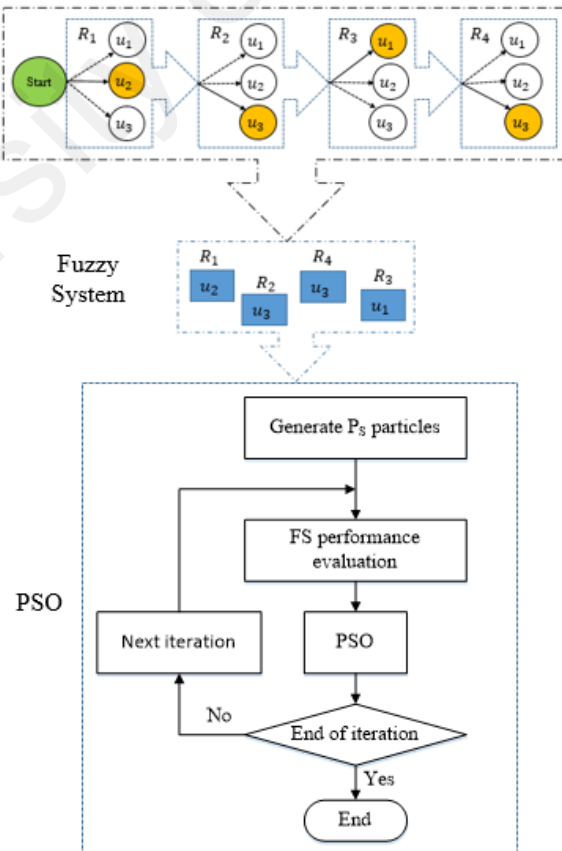 R₁ R₂ R₃ R₄
u₁ u₁ u₁ u₁
Start u₂ u₂ u₂ u₂
u₃ u₃ u₃ u₃
Fuzzy
System
R₁ R₄
R₂ R₃
u₂ u₃
u₃ u₁
PSO
Generate Pₛ particles
FS performance
evaluation
Next iteration
PSO
No
End of iteration
Yes
End